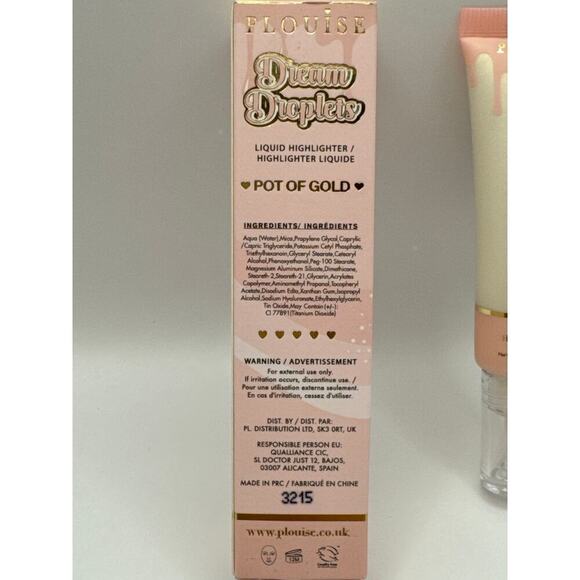 PLOUISE
Dream
Droplets
LIQUID HIGHLIGHTER /
HIGHLIGHTER LIQUIDE
POT OF GOLD
INGREDIENTS/ INGRÉDIENTS
Aqua (Water),Mica,Propylene Glycol,Caprylic
/Capric Triglyceride,Potassium Cetyl Phosphate,
Triethylhexanoin,Glyceryl Stearate,Cetearyl
Alcohol,Phenoxyethanol,Peg-100 Stearate,
Magnesium Aluminum Silicate,Dimethicone,
Steareth-2,Steareth-21,Glycerin,Acrylates
Copolymer,Aminomethyl Propanol,Tocopheryl
Acetate,Disodium Edta,Xanthan Gum,Isopropyl
Alcohol,Sodium Hyaluronate,Ethylhexylglycerin,
Tin Oxide,May Contain (+/-):
CI 77891(Titanium Dioxide)
WARNING / ADVERTISSEMENT
For external use only.
If irritation occurs, discontinue use. /
Pour une utilisation externe seulement.
En cas d'irritation, cessez d'utiliser.
DIST. BY / DIST. PAR:
PL. DISTRIBUTION LTD, SK3 0RT, UK
RESPONSIBLE PERSON EU:
QUALLIANCE CIC,
SL DOCTOR JUST 12, BAJOS,
03007 ALICANTE, SPAIN
MADE IN PRC / FABRIQUÉ EN CHINE
3215
www.plouise.co.uk
12M
Cruelty free